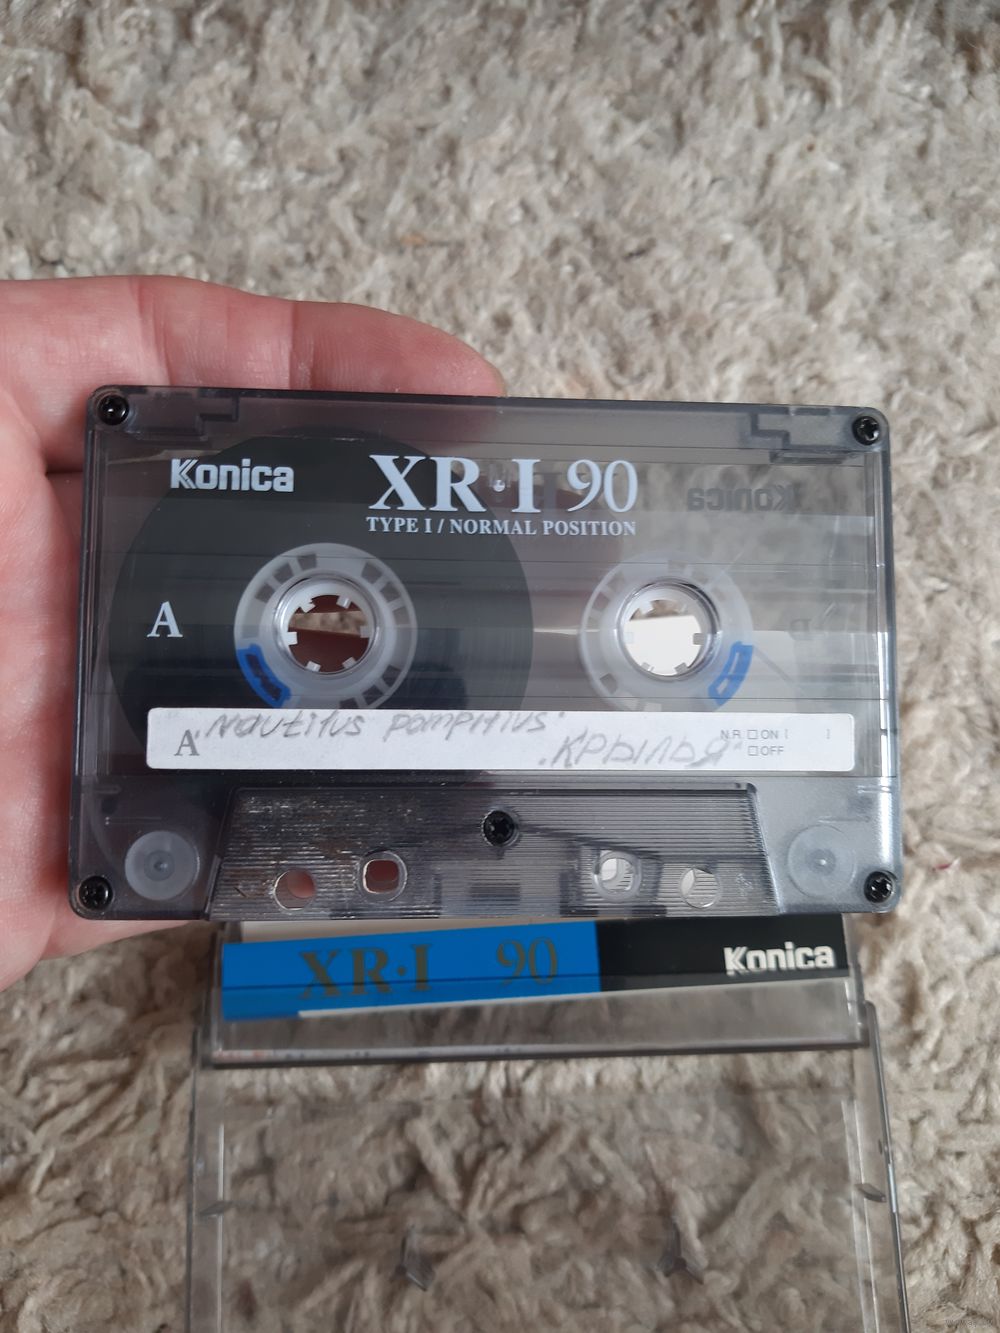 Konica
XR·I 90
TYPE I / NORMAL POSITION
A
A "Nautilus pompilius"
"КРЫЛЬЯ"
N.R. □ ON [ ]
□ OFF
XR·I 90
Konica